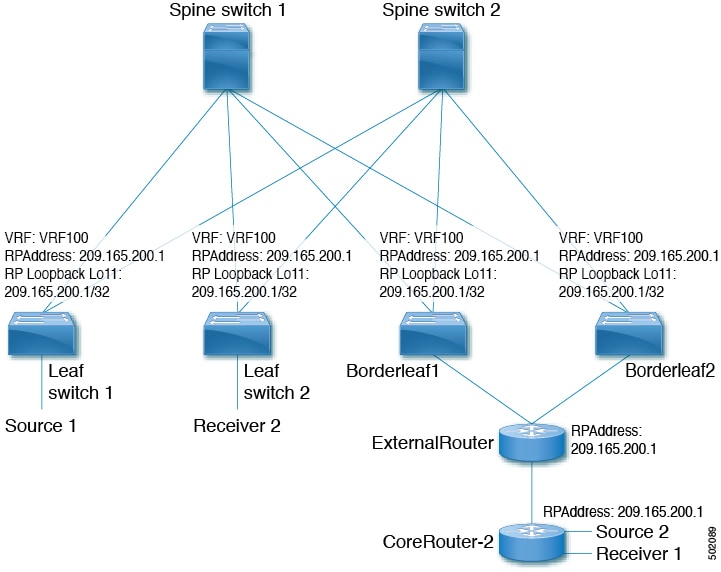 Spine switch 1
Spine switch 2
VRF: VRF100
RPAddress: 209.165.200.1
RP Loopback Lo11:
209.165.200.1/32
VRF: VRF100
RPAddress: 209.165.200.1
RP Loopback Lo11:
209.165.200.1/32
VRF: VRF100
RPAddress: 209.165.200.1
RP Loopback Lo11:
209.165.200.1/32
VRF: VRF100
RPAddress: 209.165.200.1
RP Loopback Lo11:
209.165.200.1/32
Leaf
switch 1
Leaf
switch 2
Borderleaf1
Borderleaf2
Source 1
Receiver 2
ExternalRouter
RPAddress:
209.165.200.1
RPAddress: 209.165.200.1
CoreRouter-2
Source 2
Receiver 1
502089